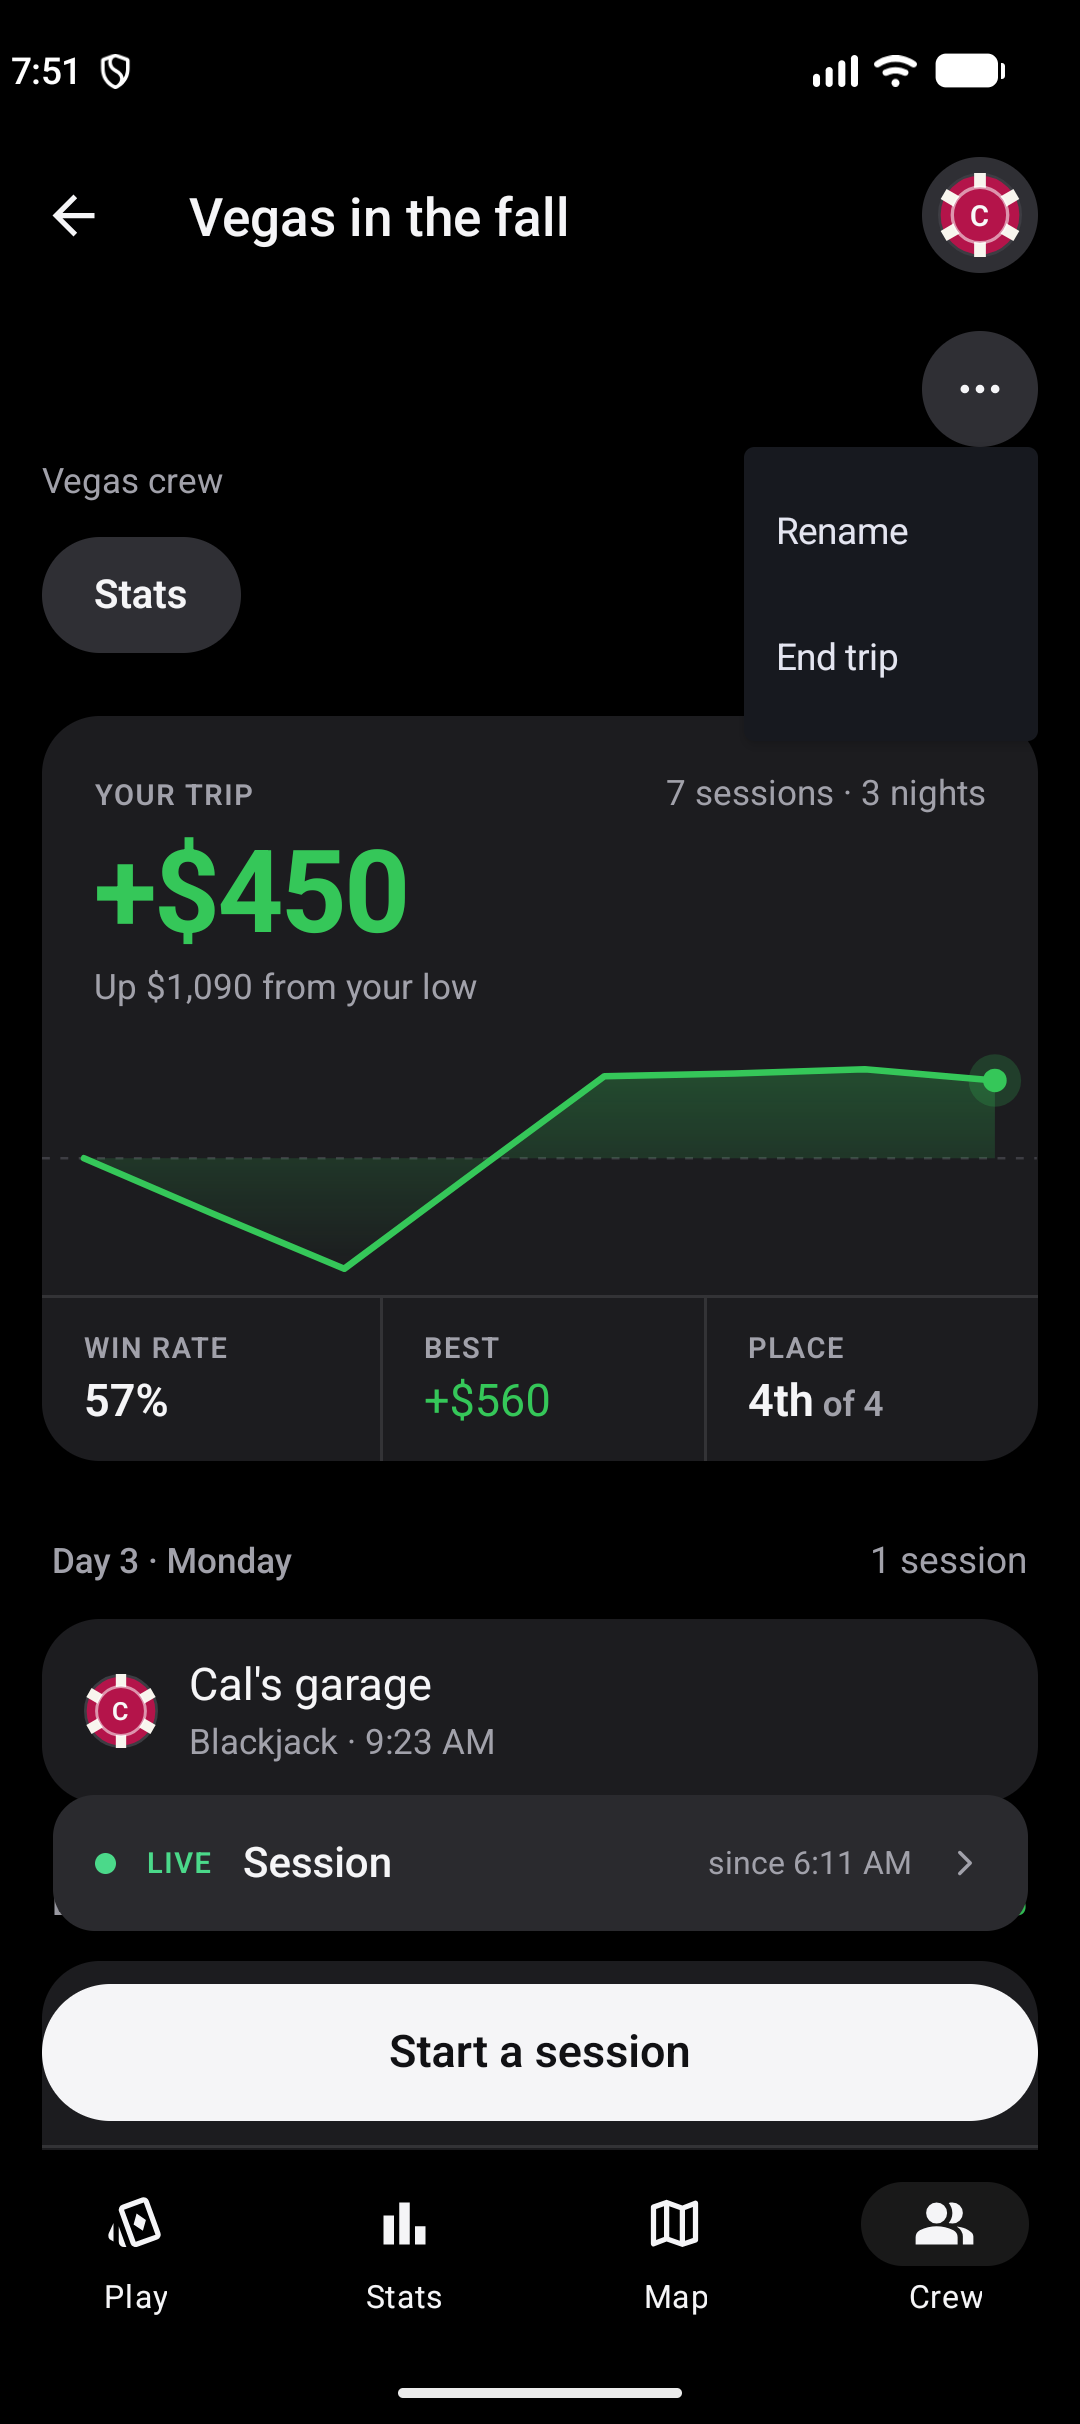 7:51
Vegas in the fall
C
Vegas crew
Rename
Stats
End trip
YOUR TRIP
7 sessions · 3 nights
+$450
Up $1,090 from your low
WIN RATE
BEST
PLACE
57%
+$560
4th of 4
Day 3 · Monday
1 session
C
Cal's garage
Blackjack · 9:23 AM
LIVE Session
since 6:11 AM
Start a session
Play
Stats
Map
Crew